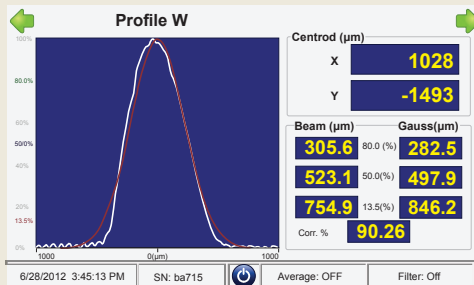 Profile W
100%
80.0%
60%
50.0%
40%
20%
13.5%
0%
1000 0(µm) 1000
Centrod (µm)
X 1028
Y -1493
Beam (µm) Gauss(µm)
305.6 80.0 (%) 282.5
523.1 50.0(%) 497.9
754.9 13.5(%) 846.2
Corr. % 90.26
6/28/2012 3:45:13 PM SN: ba715 Average: OFF Filter: Off